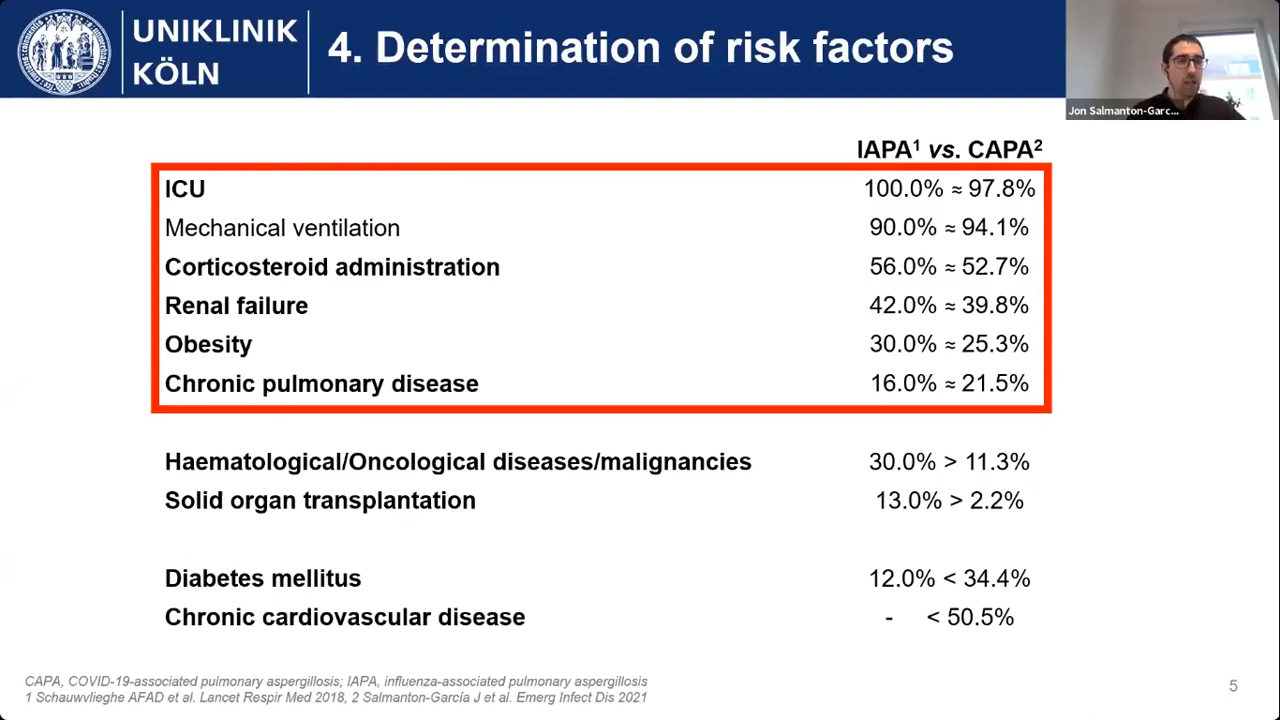 UNIKLINIK
KÖLN
4. Determination of risk factors
Jon Salmanton-Garc...
IAPA¹ vs. CAPA²
ICU 100.0% ≈ 97.8%
Mechanical ventilation 90.0% ≈ 94.1%
Corticosteroid administration 56.0% ≈ 52.7%
Renal failure 42.0% ≈ 39.8%
Obesity 30.0% ≈ 25.3%
Chronic pulmonary disease 16.0% ≈ 21.5%
Haematological/Oncological diseases/malignancies 30.0% > 11.3%
Solid organ transplantation 13.0% > 2.2%
Diabetes mellitus 12.0% < 34.4%
Chronic cardiovascular disease - < 50.5%
CAPA, COVID-19-associated pulmonary aspergillosis; IAPA, influenza-associated pulmonary aspergillosis
1 Schauwvlieghe AFAD et al. Lancet Respir Med 2018, 2 Salmanton-García J et al. Emerg Infect Dis 2021
5